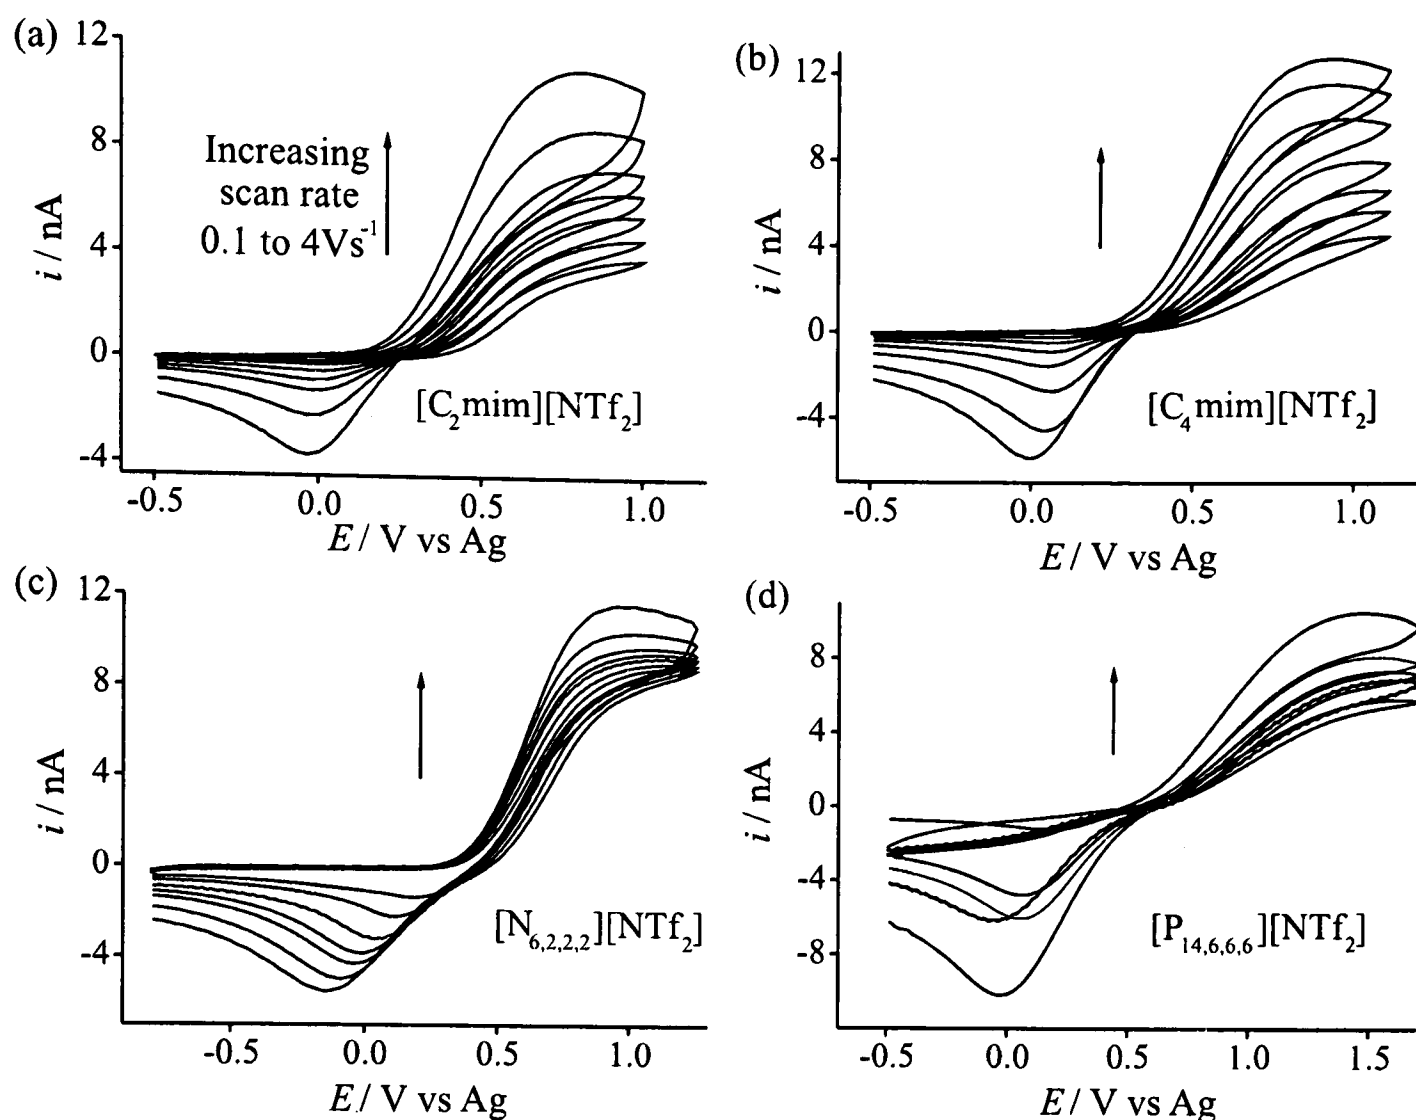 (a)
12
8
4
0
-4
i / nA
Increasing
scan rate
0.1 to 4Vs⁻¹
[C₂mim][NTf₂]
-0.5 0.0 0.5 1.0
E / V vs Ag
(b)
12
8
4
0
-4
i / nA
[C₄mim][NTf₂]
-0.5 0.0 0.5 1.0
E / V vs Ag
(c)
12
8
4
0
-4
i / nA
[N₆,₂,₂,₂][NTf₂]
-0.5 0.0 0.5 1.0
E / V vs Ag
(d)
8
4
0
-4
-8
i / nA
[P₁₄,₆,₆,₆][NTf₂]
-0.5 0.0 0.5 1.0 1.5
E / V vs Ag